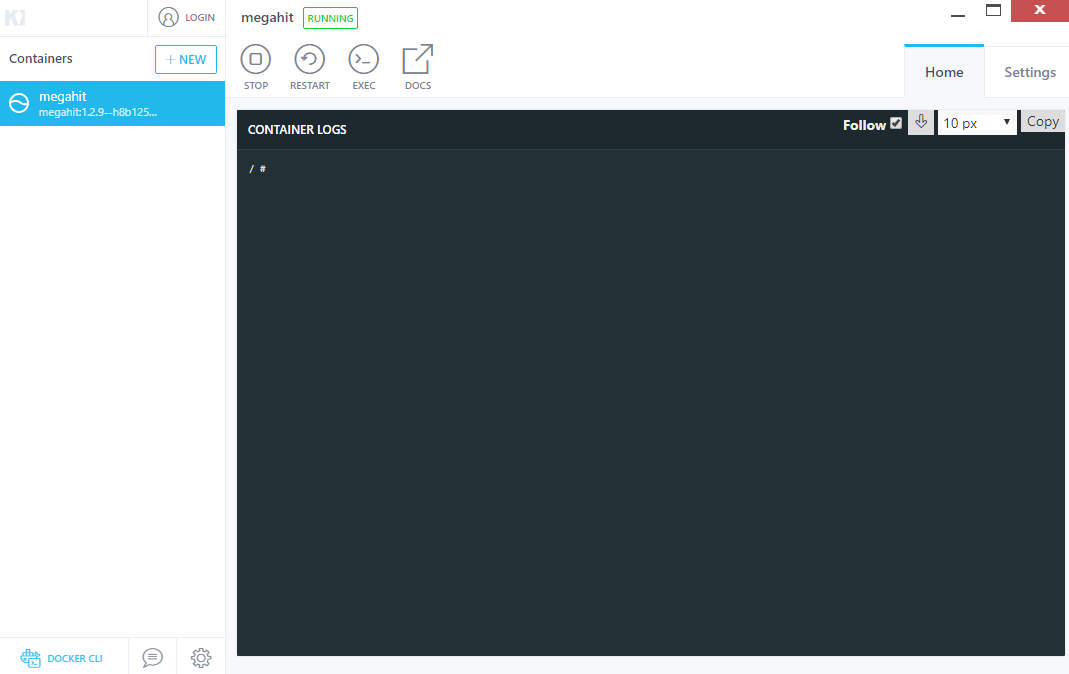 LOGIN
megahit RUNNING
Containers
+ NEW
megahit
megahit:1.2.9--h8b125...
STOP
RESTART
EXEC
DOCS
Home
Settings
CONTAINER LOGS
Follow
10 px
Copy
/ #
DOCKER CLI